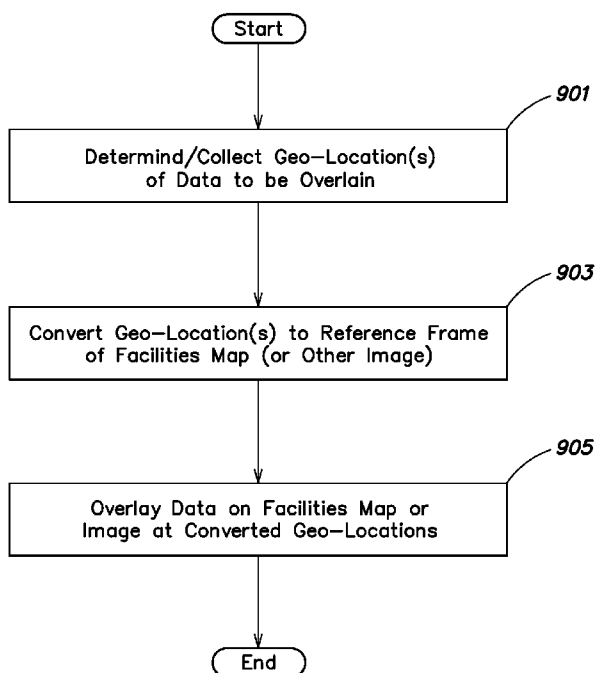 Start
901
Determind/Collect Geo-Location(s)
of Data to be Overlain
903
Convert Geo-Location(s) to Reference Frame
of Facilities Map (or Other Image)
905
Overlay Data on Facilities Map or
Image at Converted Geo-Locations
End